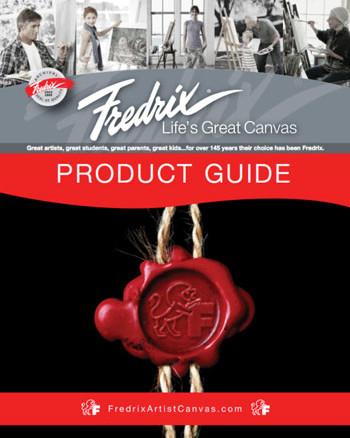 Fredrix
Life's Great Canvas
Great artists, great students, great parents, great kids...for over 145 years their choice has been Fredrix.
PRODUCT GUIDE
F
F FredrixArtistCanvas.com F